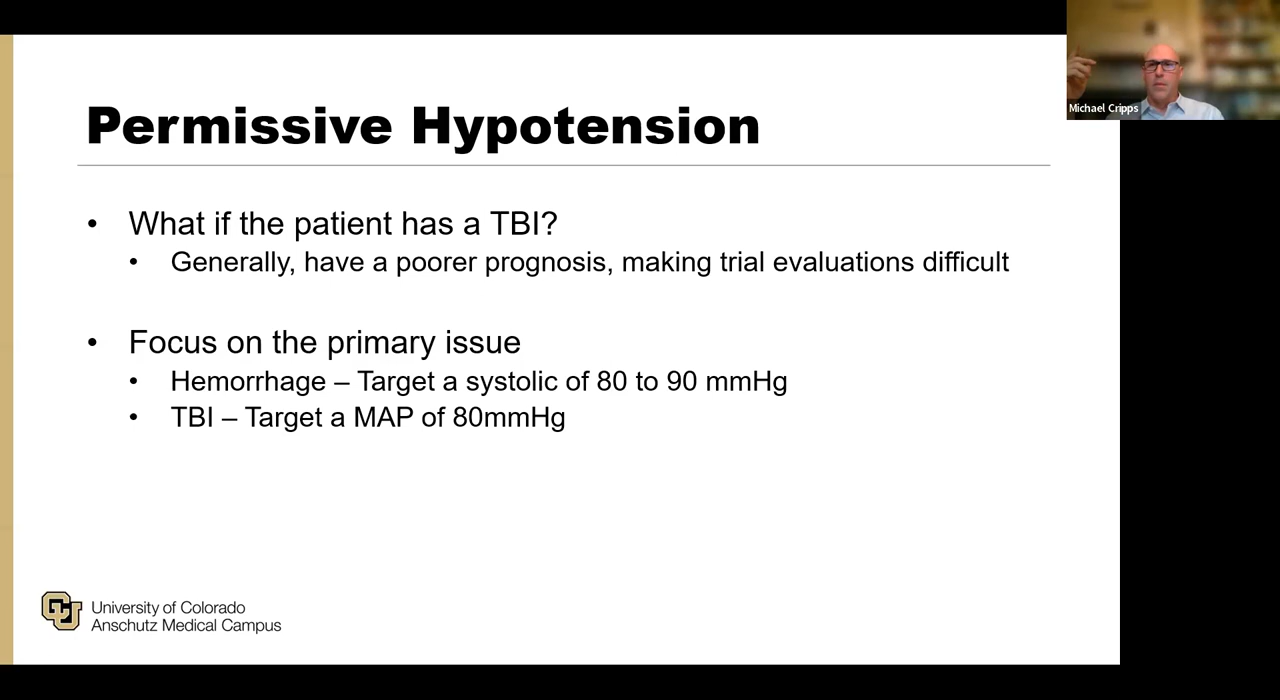 Permissive Hypotension
• What if the patient has a TBI?
• Generally, have a poorer prognosis, making trial evaluations difficult
• Focus on the primary issue
• Hemorrhage – Target a systolic of 80 to 90 mmHg
• TBI – Target a MAP of 80mmHg
CU
University of Colorado
Anschutz Medical Campus
Michael Cripps